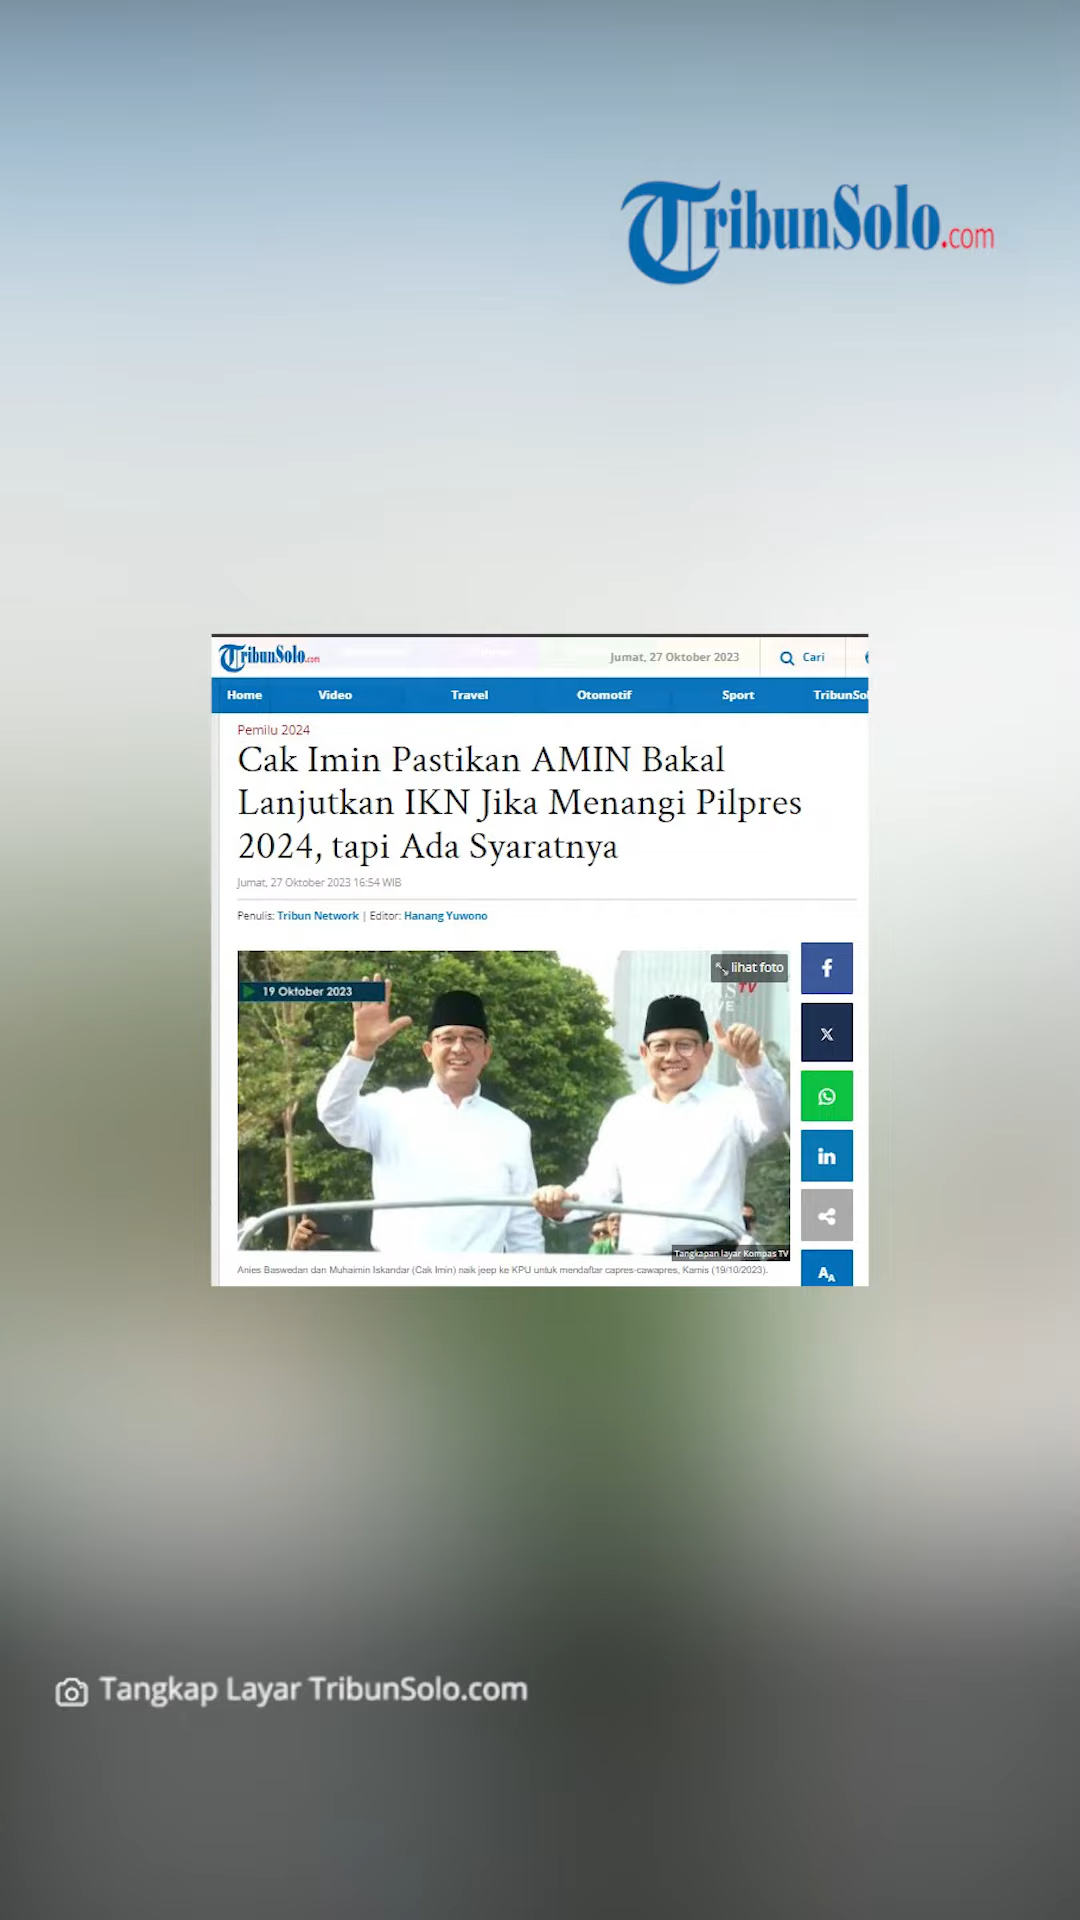 TribunSolo.com
TribunSolo.com
Jumat, 27 Oktober 2023
Cari
Home Video Travel Otomotif Sport TribunSol
Pemilu 2024
Cak Imin Pastikan AMIN Bakal
Lanjutkan IKN Jika Menangi Pilpres
2024, tapi Ada Syaratnya
Jumat, 27 Oktober 2023 16:54 WIB
Penulis: Tribun Network | Editor: Hanang Yuwono
lihat foto
19 Oktober 2023
TV
Tangkapan layar Kompas TV
Anies Baswedan dan Muhaimin Iskandar (Cak Imin) naik jeep ke KPU untuk mendaftar capres-cawapres, Kamis (19/10/2023).
AA
Tangkap Layar TribunSolo.com